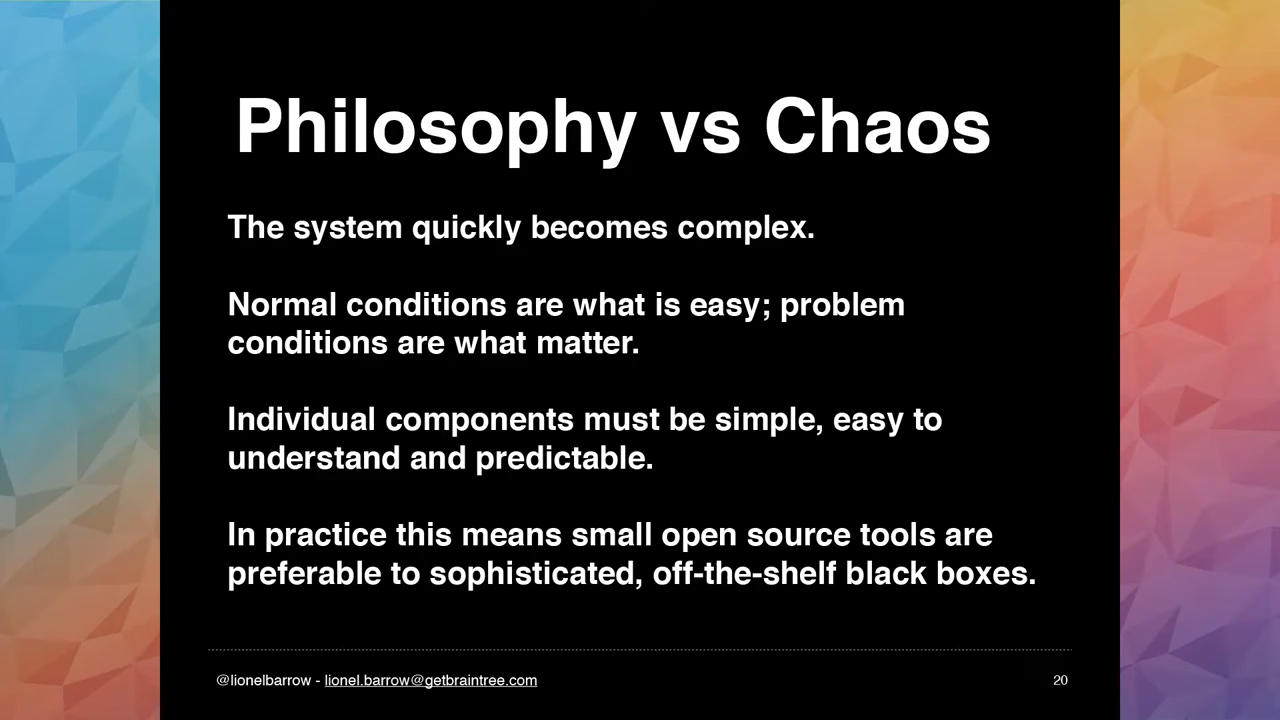 Philosophy vs Chaos
The system quickly becomes complex.
Normal conditions are what is easy; problem
conditions are what matter.
Individual components must be simple, easy to
understand and predictable.
In practice this means small open source tools are
preferable to sophisticated, off-the-shelf black boxes.
@lionelbarrow - lionel.barrow@getbraintree.com
20